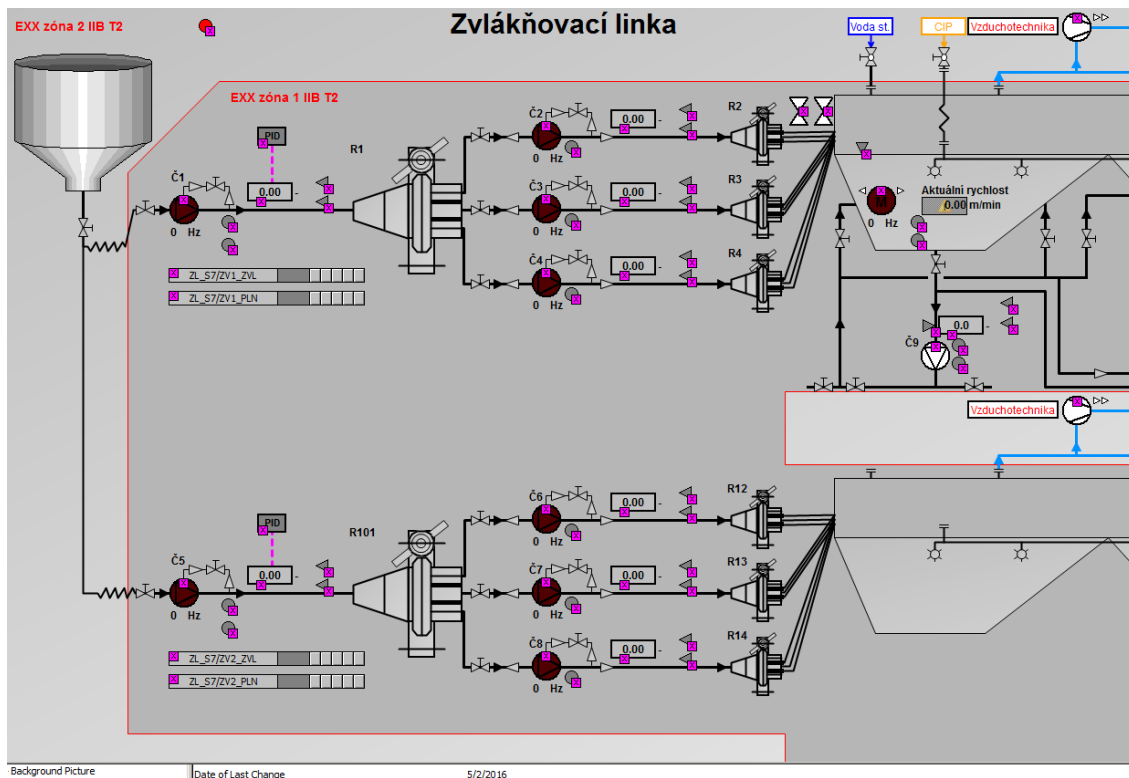 EXX zóna 2 IIB T2
Zvlákňovací linka
Voda st.
CIP
Vzduchotechnika
EXX zóna 1 IIB T2
PID
R1
Č1
0.00 -
0 Hz
Č2
0.00 -
0 Hz
R2
Č3
0.00 -
0 Hz
R3
Č4
0.00 -
0 Hz
R4
M
0 Hz
Aktuální rychlost
0.00 m/min
ZL_S7/ZV1_ZVL
ZL_S7/ZV1_PLN
0.0 -
Č9
Vzduchotechnika
PID
R101
Č5
0.00 -
0 Hz
Č6
0.00 -
0 Hz
R12
Č7
0.00 -
0 Hz
R13
Č8
0.00 -
0 Hz
R14
ZL_S7/ZV2_ZVL
ZL_S7/ZV2_PLN
Background Picture
Date of Last Change
5/2/2016